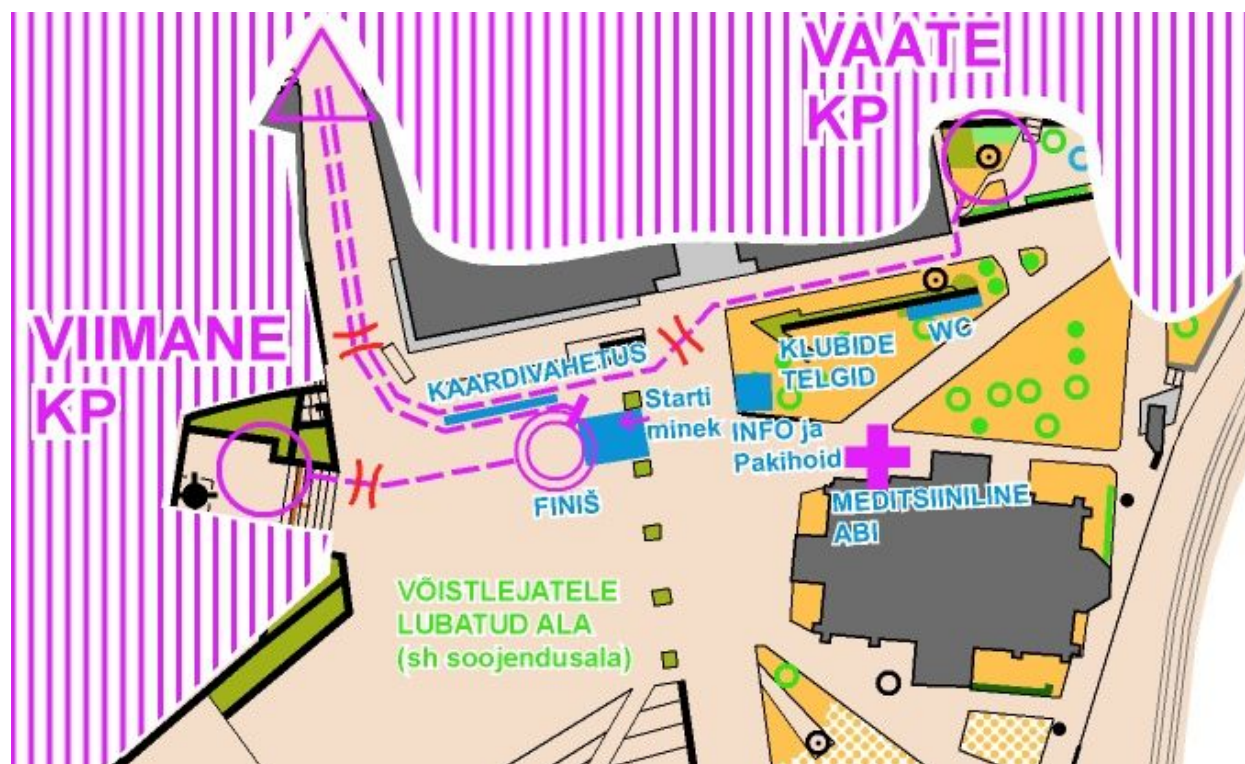 VAATE
KP
VIIMANE
KP
KAARDIVAHETUS
KLUBIDE
TELGID
WC
Starti
minek
INFO ja
Pakihoid
FINIŠ
MEDITSIINILINE
ABI
VÕISTLEJATELE
LUBATUD ALA
(sh soojendusala)